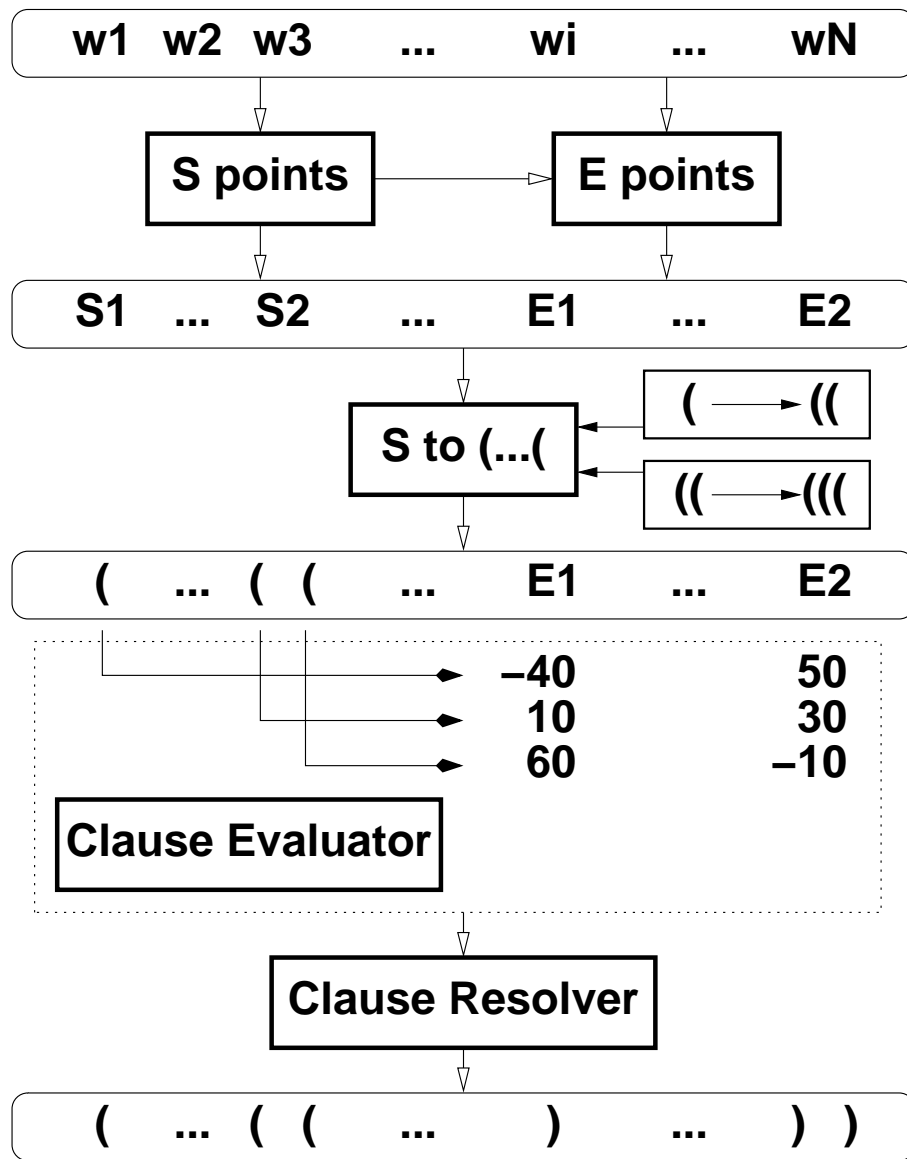 w1 w2 w3 ... wi ... wN
S points E points
S1 ... S2 ... E1 ... E2
( ((
S to (...(
(( (((
( ... ( ( ... E1 ... E2
−40 50
10 30
60 −10
Clause Evaluator
Clause Resolver
( ... ( ( ... ) ... ) )